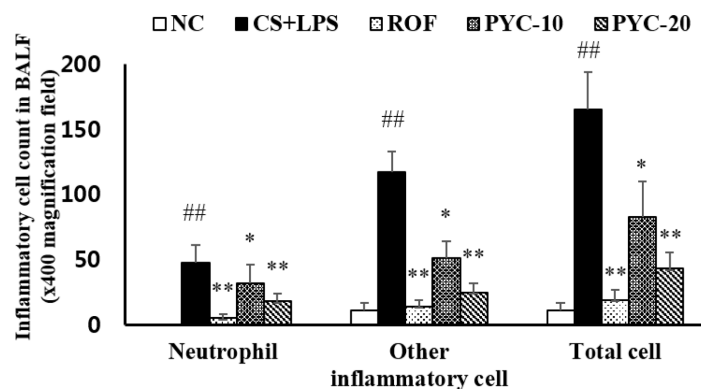 NC CS+LPS ROF PYC-10 PYC-20
Inflammatory cell count in BALF
(x400 magnification field)
200
150
100
50
0
##
**
*
**
##
**
*
**
##
**
*
**
Neutrophil
Other
inflammatory cell
Total cell